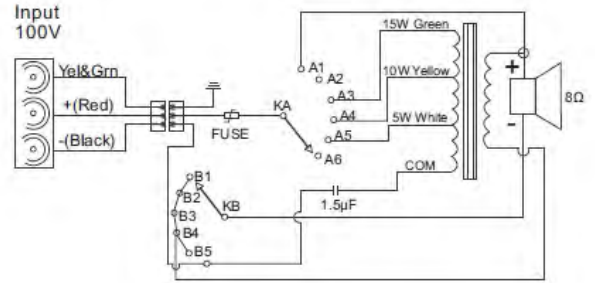 Input
100V
Yel&Grn
+(Red)
-(Black)
FUSE
KA
A1
A2
A3
A4
A5
A6
15W Green
10W Yellow
5W White
COM
1.5μF
+
-
8Ω
B1
B2
B3
B4
B5
KB